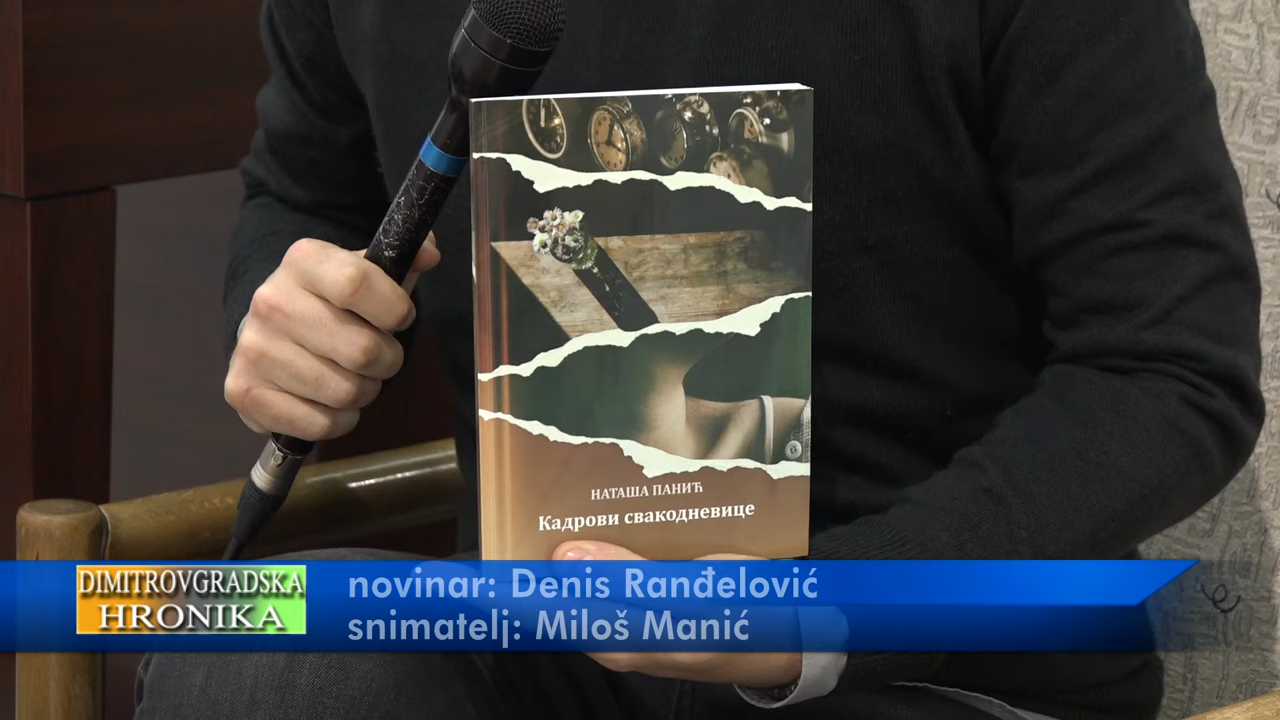 НАТАША ПАНИЋ
Кадрови свакодневице
DIMITROVGRADSKA
HRONIKA
novinar: Denis Ranđelović
snimatelj: Miloš Manić